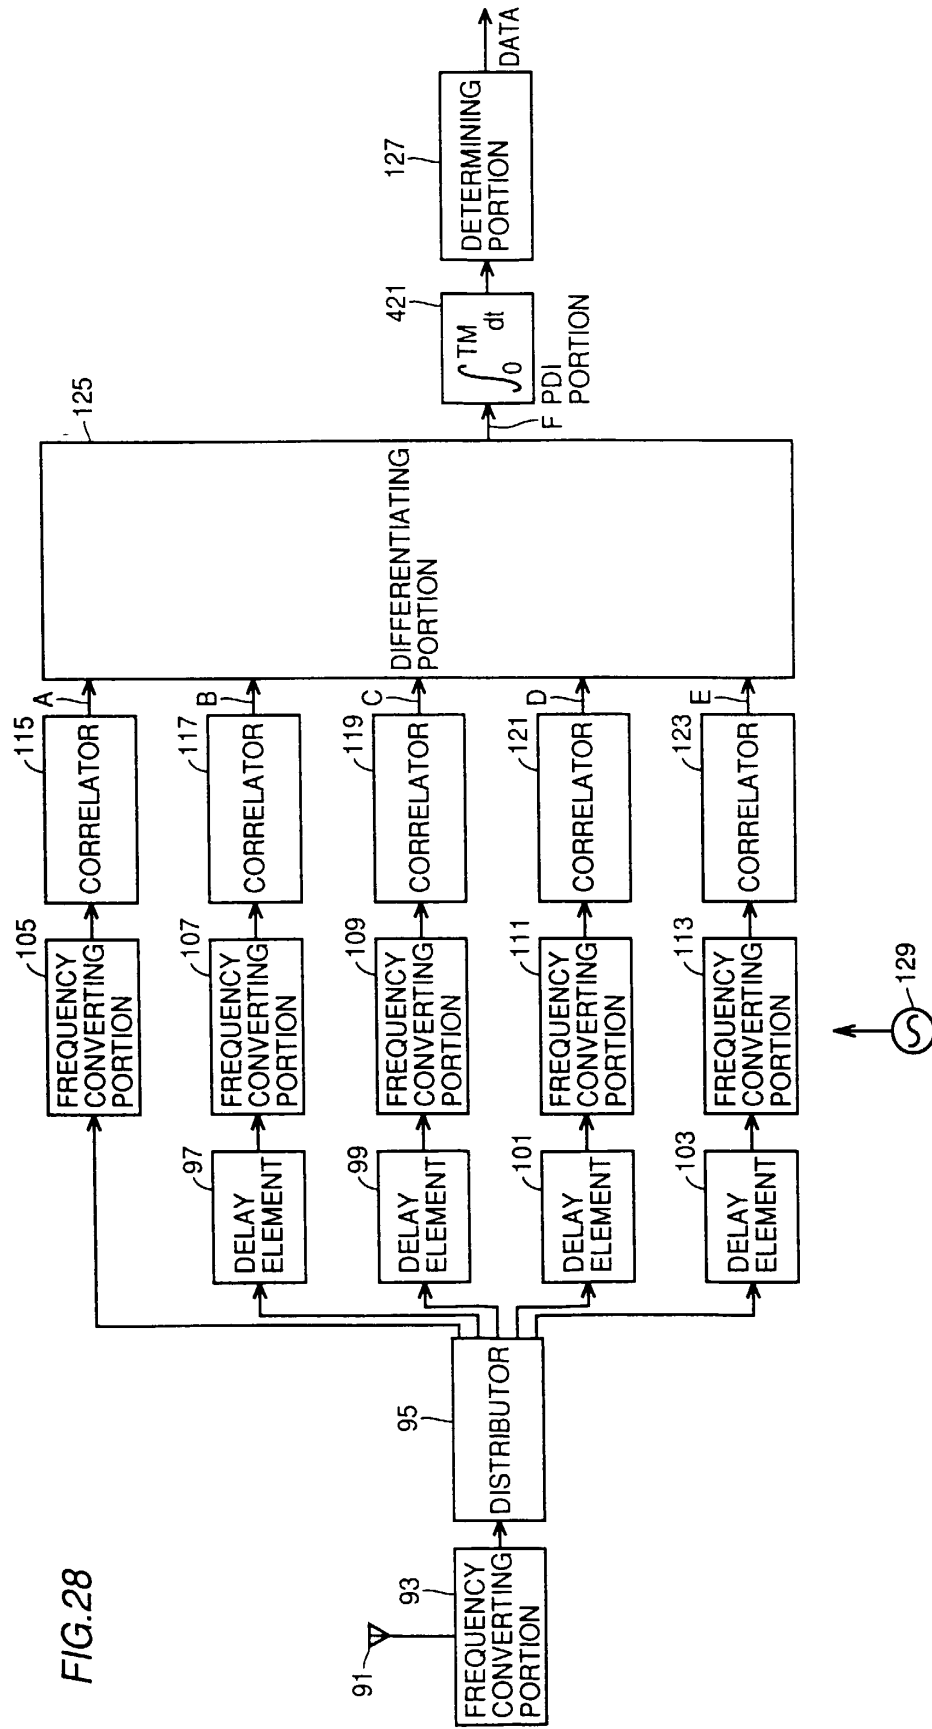 FIG.28
91
93
FREQUENCY
CONVERTING
PORTION
95
DISTRIBUTOR
97
DELAY
ELEMENT
99
DELAY
ELEMENT
101
DELAY
ELEMENT
103
DELAY
ELEMENT
105
FREQUENCY
CONVERTING
PORTION
107
FREQUENCY
CONVERTING
PORTION
109
FREQUENCY
CONVERTING
PORTION
111
FREQUENCY
CONVERTING
PORTION
113
FREQUENCY
CONVERTING
PORTION
129
115
CORRELATOR
A
117
CORRELATOR
B
119
CORRELATOR
C
121
CORRELATOR
D
123
CORRELATOR
E
125
DIFFERENTIATING
PORTION
F
421
∫₀ᵀᴹ dt
PDI
PORTION
127
DETERMINING
PORTION
DATA